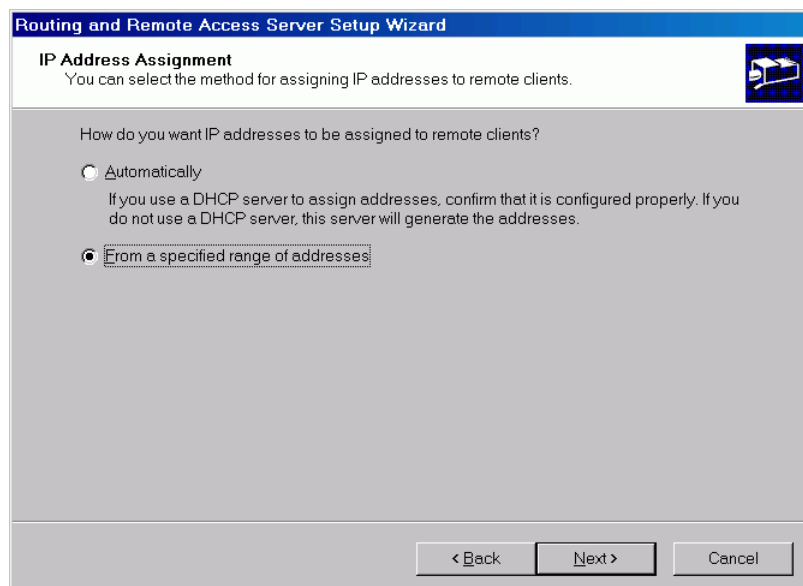 Routing and Remote Access Server Setup Wizard
IP Address Assignment
You can select the method for assigning IP addresses to remote clients.
How do you want IP addresses to be assigned to remote clients?
Automatically
If you use a DHCP server to assign addresses, confirm that it is configured properly. If you
do not use a DHCP server, this server will generate the addresses.
From a specified range of addresses
< Back
Next >
Cancel